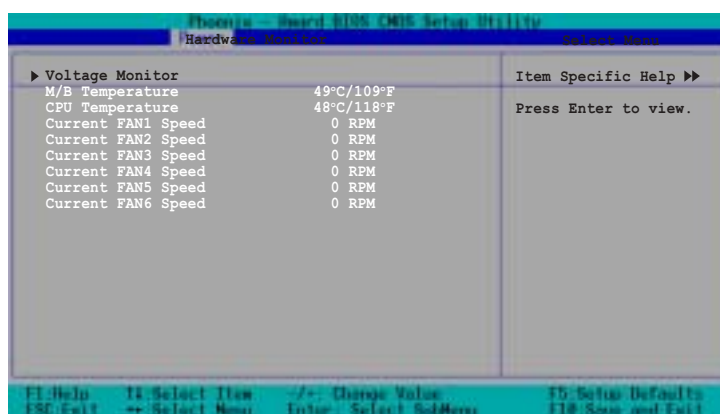 Phoenix - Award BIOS CMOS Setup Utility
Hardware Monitor
Select Menu
Voltage Monitor
M/B Temperature 49°C/109°F
CPU Temperature 48°C/118°F
Current FAN1 Speed 0 RPM
Current FAN2 Speed 0 RPM
Current FAN3 Speed 0 RPM
Current FAN4 Speed 0 RPM
Current FAN5 Speed 0 RPM
Current FAN6 Speed 0 RPM
Item Specific Help
Press Enter to view.
F1:Help ↑↓:Select Item -/+: Change Value F5:Setup Defaults
ESC:Exit ↔:Select Menu Enter: Select SubMenu F10:Save and Exit